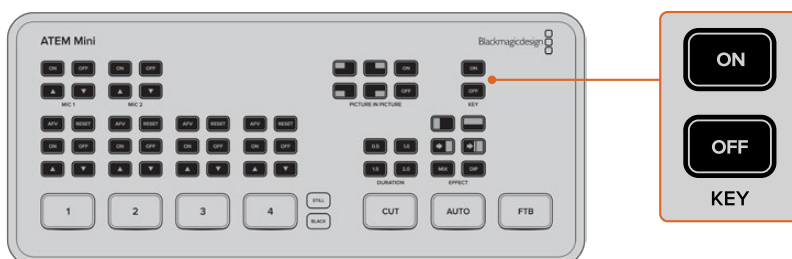 ATEM Mini
Blackmagicdesign
ON OFF ON OFF ON ON
OFF OFF
MIC 1 MIC 2 PICTURE IN PICTURE KEY
AFV RESET AFV RESET AFV RESET AFV RESET
ON OFF ON OFF ON OFF ON OFF 0.5 1.0
1.5 2.0 MIX DIP
DURATION EFFECT
1 2 3 4 STILL BLACK CUT AUTO FTB
ON
OFF
KEY